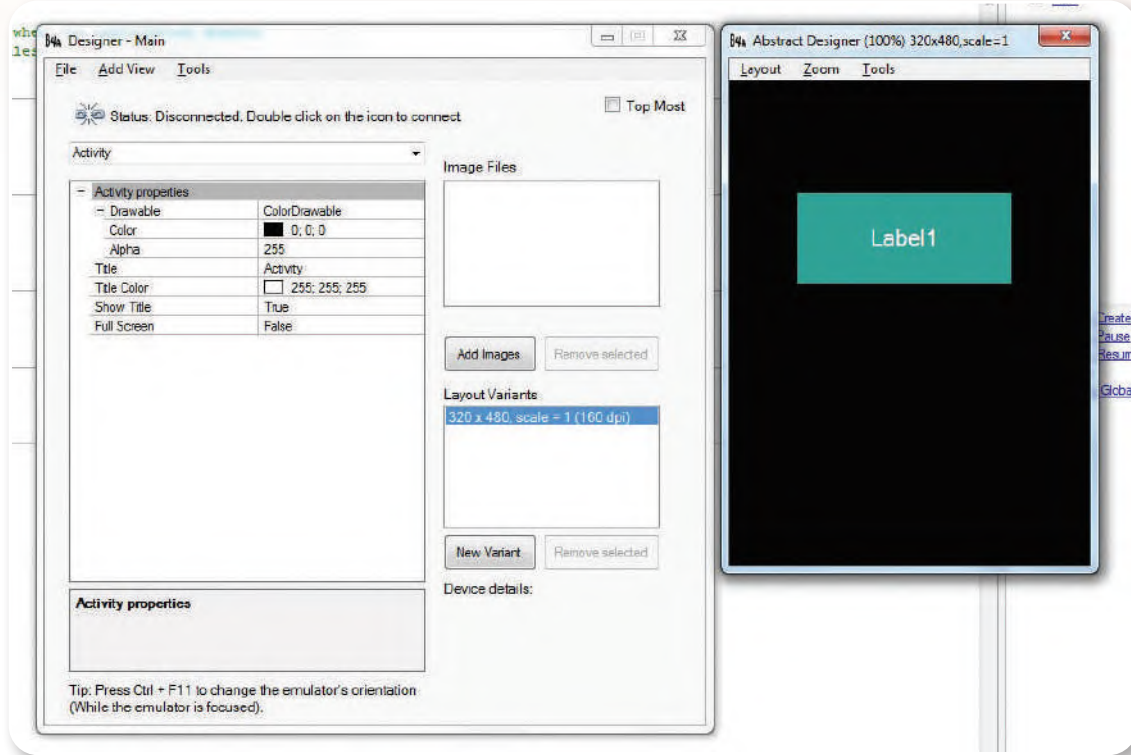 whe
les
B4A Designer - Main
File Add View Tools
Status: Disconnected. Double click on the icon to connect
Top Most
Activity
Activity properties
Drawable ColorDrawable
Color 0; 0; 0
Alpha 255
Title Activity
Title Color 255; 255; 255
Show Title True
Full Screen False
Activity properties
Tip: Press Ctrl + F11 to change the emulator's orientation
(While the emulator is focused).
Image Files
Add Images Remove selected
Layout Variants
320 x 480, scale = 1 (160 dpi)
New Variant Remove selected
Device details:
B4A Abstract Designer (100%) 320x480,scale=1
Layout Zoom Tools
Label1
Create
Pause
Resum
Globa